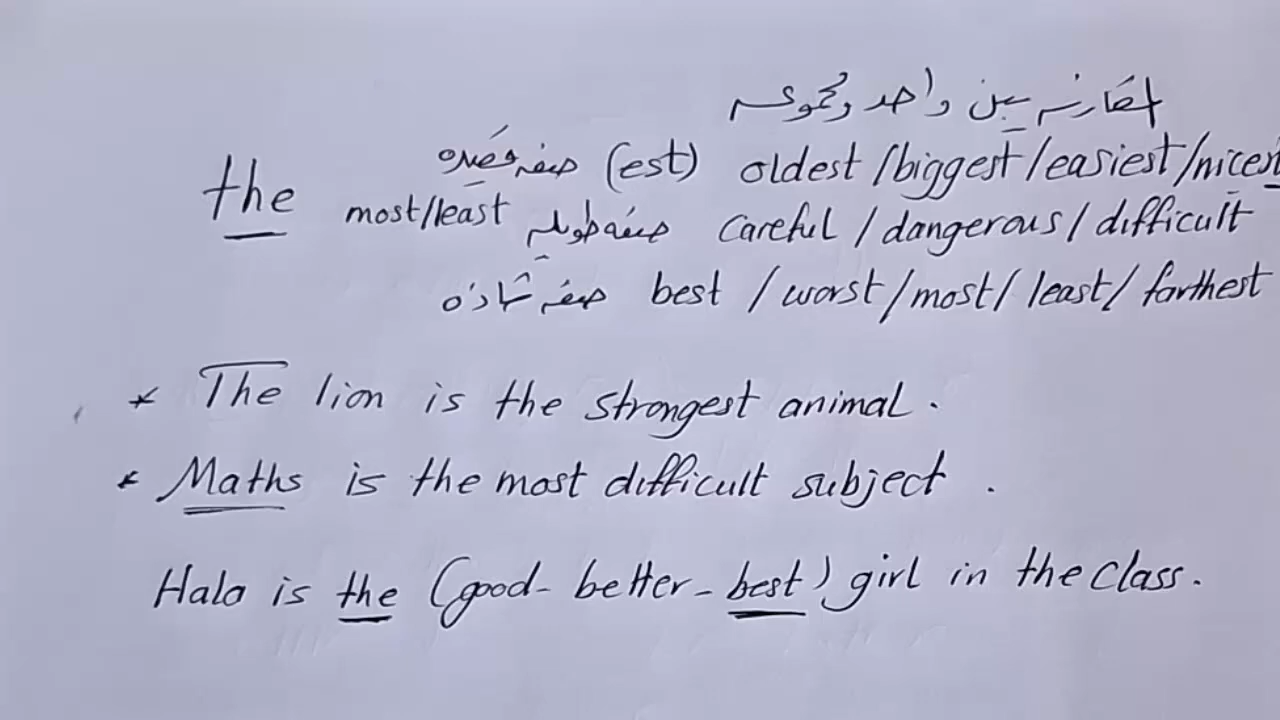 لمقارنة بين واحد ومجموعة
the صفة قصيرة (est) oldest / biggest / easiest / nicest
most/least صفة طويلة careful / dangerous / difficult
صفة شاذة best / worst / most / least / farthest
* The lion is the strongest animal.
* Maths is the most difficult subject.
Hala is the (good - better - best) girl in the class.